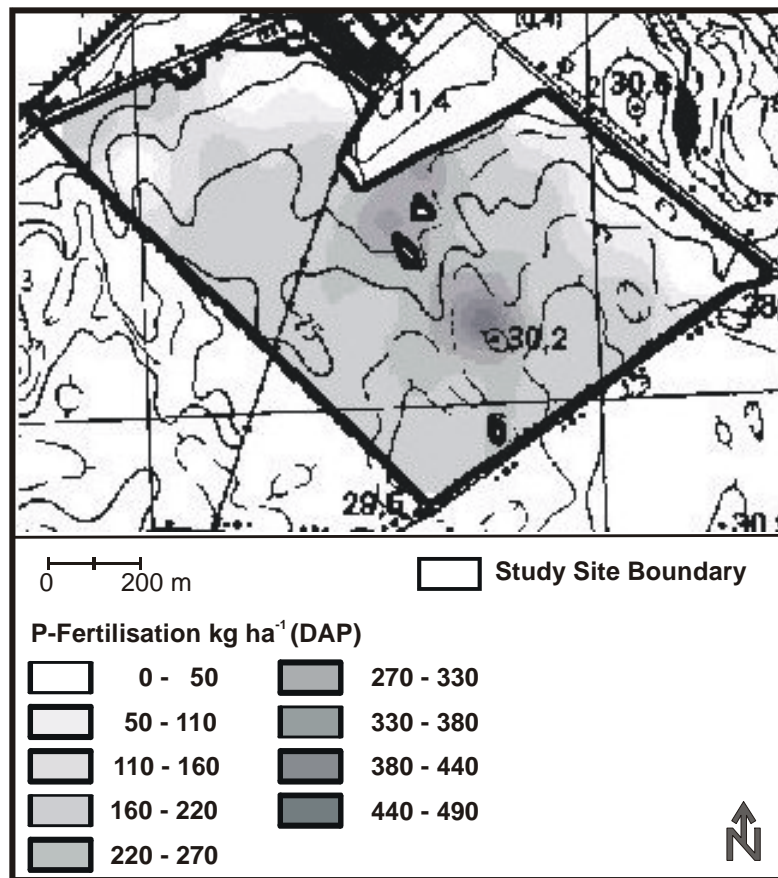 11,4
30,6
30,2
6
29,6
0 200 m
Study Site Boundary
P-Fertilisation kg ha⁻¹ (DAP)
0 - 50
50 - 110
110 - 160
160 - 220
220 - 270
270 - 330
330 - 380
380 - 440
440 - 490
N